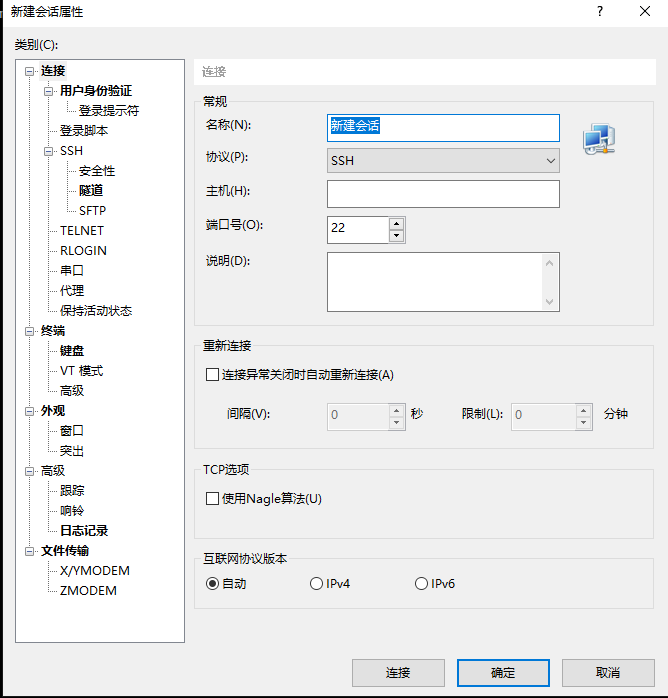 新建会话属性
?
类别(C):
连接
用户身份验证
登录提示符
登录脚本
SSH
安全性
隧道
SFTP
TELNET
RLOGIN
串口
代理
保持活动状态
终端
键盘
VT 模式
高级
外观
窗口
突出
高级
跟踪
响铃
日志记录
文件传输
X/YMODEM
ZMODEM
连接
常规
名称(N):
新建会话
协议(P):
SSH
主机(H):
端口号(O):
22
说明(D):
重新连接
连接异常关闭时自动重新连接(A)
间隔(V): 0 秒 限制(L): 0 分钟
TCP选项
使用Nagle算法(U)
互联网协议版本
自动 IPv4 IPv6
连接 确定 取消